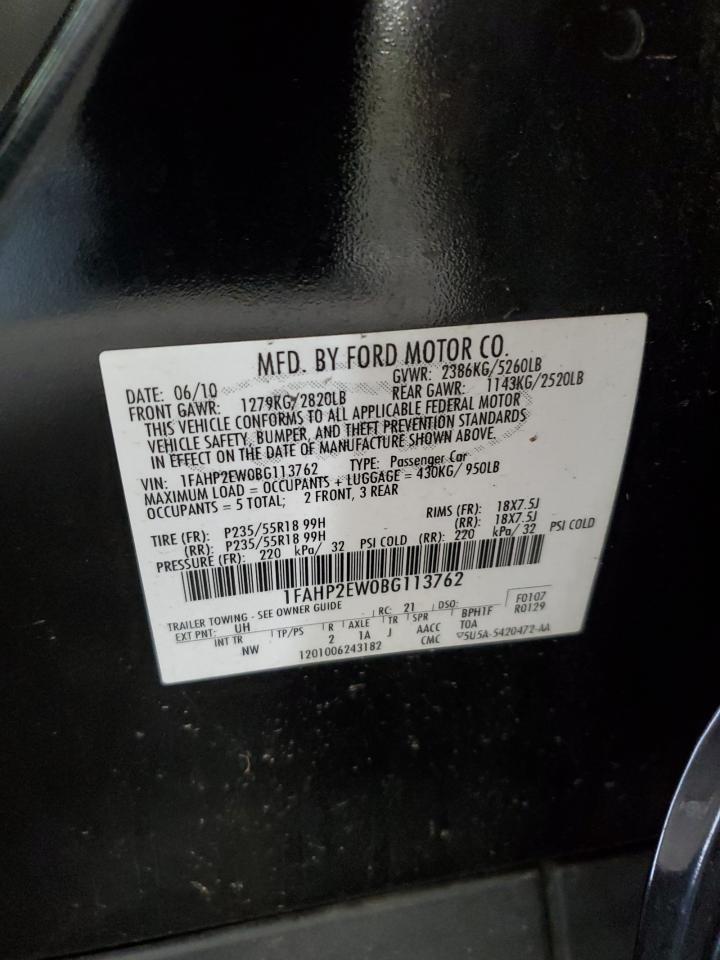 MFD. BY FORD MOTOR CO.
DATE: 06/10 GVWR: 2386KG/5260LB
FRONT GAWR: 1279KG/2820LB REAR GAWR: 1143KG/2520LB
THIS VEHICLE CONFORMS TO ALL APPLICABLE FEDERAL MOTOR
VEHICLE SAFETY, BUMPER, AND THEFT PREVENTION STANDARDS
IN EFFECT ON THE DATE OF MANUFACTURE SHOWN ABOVE.
VIN: 1FAHP2EW0BG113762 TYPE: Passenger Car
MAXIMUM LOAD = OCCUPANTS + LUGGAGE = 430KG/ 950LB
OCCUPANTS = 5 TOTAL; 2 FRONT, 3 REAR
TIRE (FR): P235/55R18 99H RIMS (FR): 18X7.5J
(RR): P235/55R18 99H (RR): 18X7.5J
PRESSURE (FR): 220 kPa/ 32 PSI COLD (RR): 220 kPa/ 32 PSI COLD
1FAHP2EW0BG113762
F0107
R0129
TRAILER TOWING - SEE OWNER GUIDE
EXT PNT: UH RC: 21 DSO:
INT TR TP/PS R AXLE TR SPR BPH1F
NW 2 1A J AACC T0A
1201006243182 CMC ▽5U5A-5420472-AA